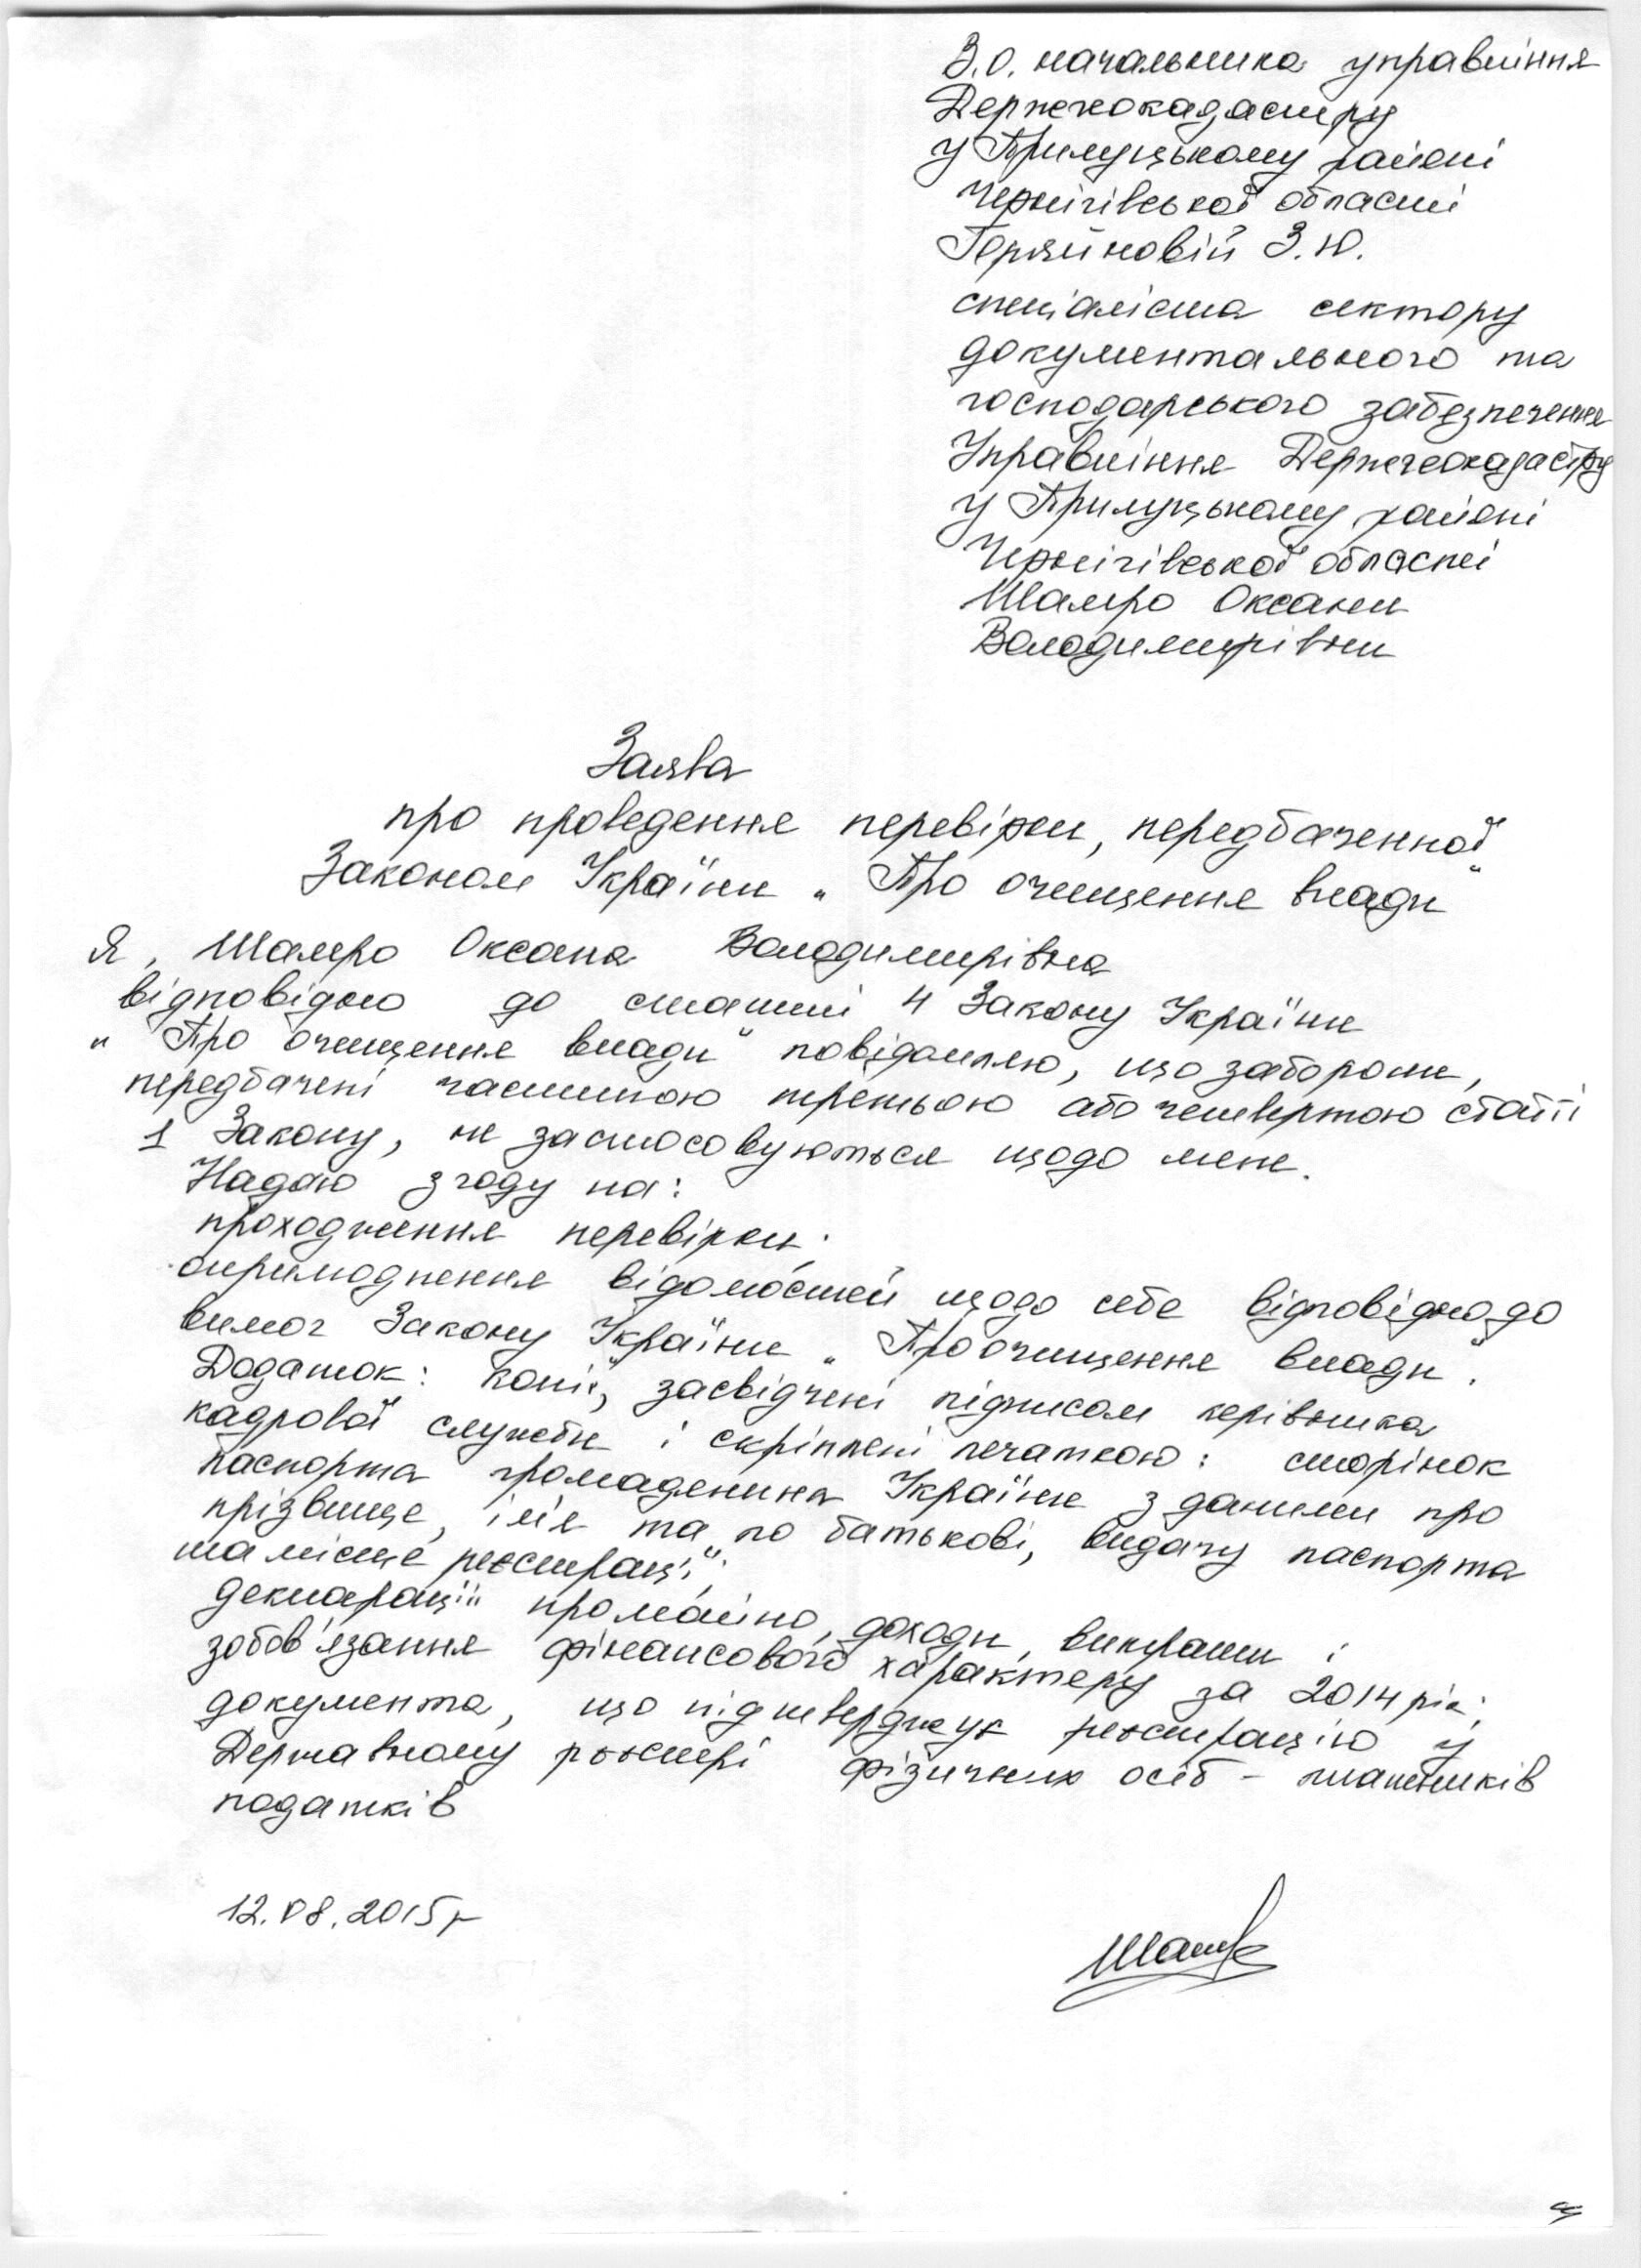 В.о. начальника управління
Держгеокадастру
у Прилуцькому районі
Чернігівської області
З.Ю.
спеціаліста сектору
документального та
господарського забезпечення
Управління Держгеокадастру
у Прилуцькому районі
Чернігівської області
Шамро Оксани
Володимирівни
Заява
про проведення перевірки, передбаченної
Законом України „Про очищення влади"
Я, Шамро Оксана Володимирівна
відповідно до статті 4 Закону України
„Про очищення влади" повідомляю, що заборони,
передбачені частиною третьою або четвертою статті
1 Закону, не застосовуються щодо мене.
Надаю згоду на:
проходження перевірки;
оприлюднення відомостей щодо себе відповідно до
вимог Закону України „Про очищення влади".
Додаток: копії, засвідчені підписом керівника
кадрової служби і скріплені печаткою: сторінок
паспорта громадянина України з даними про
прізвище, ім'я та по батькові, видачу паспорта
та місце реєстрації;
декларації про майно, доходи, витрати і
зобов'язання фінансового характеру за 2014 рік;
документа, що підтверджує реєстрацію у
Державному реєстрі фізичних осіб - платників
податків
12.08.2015р